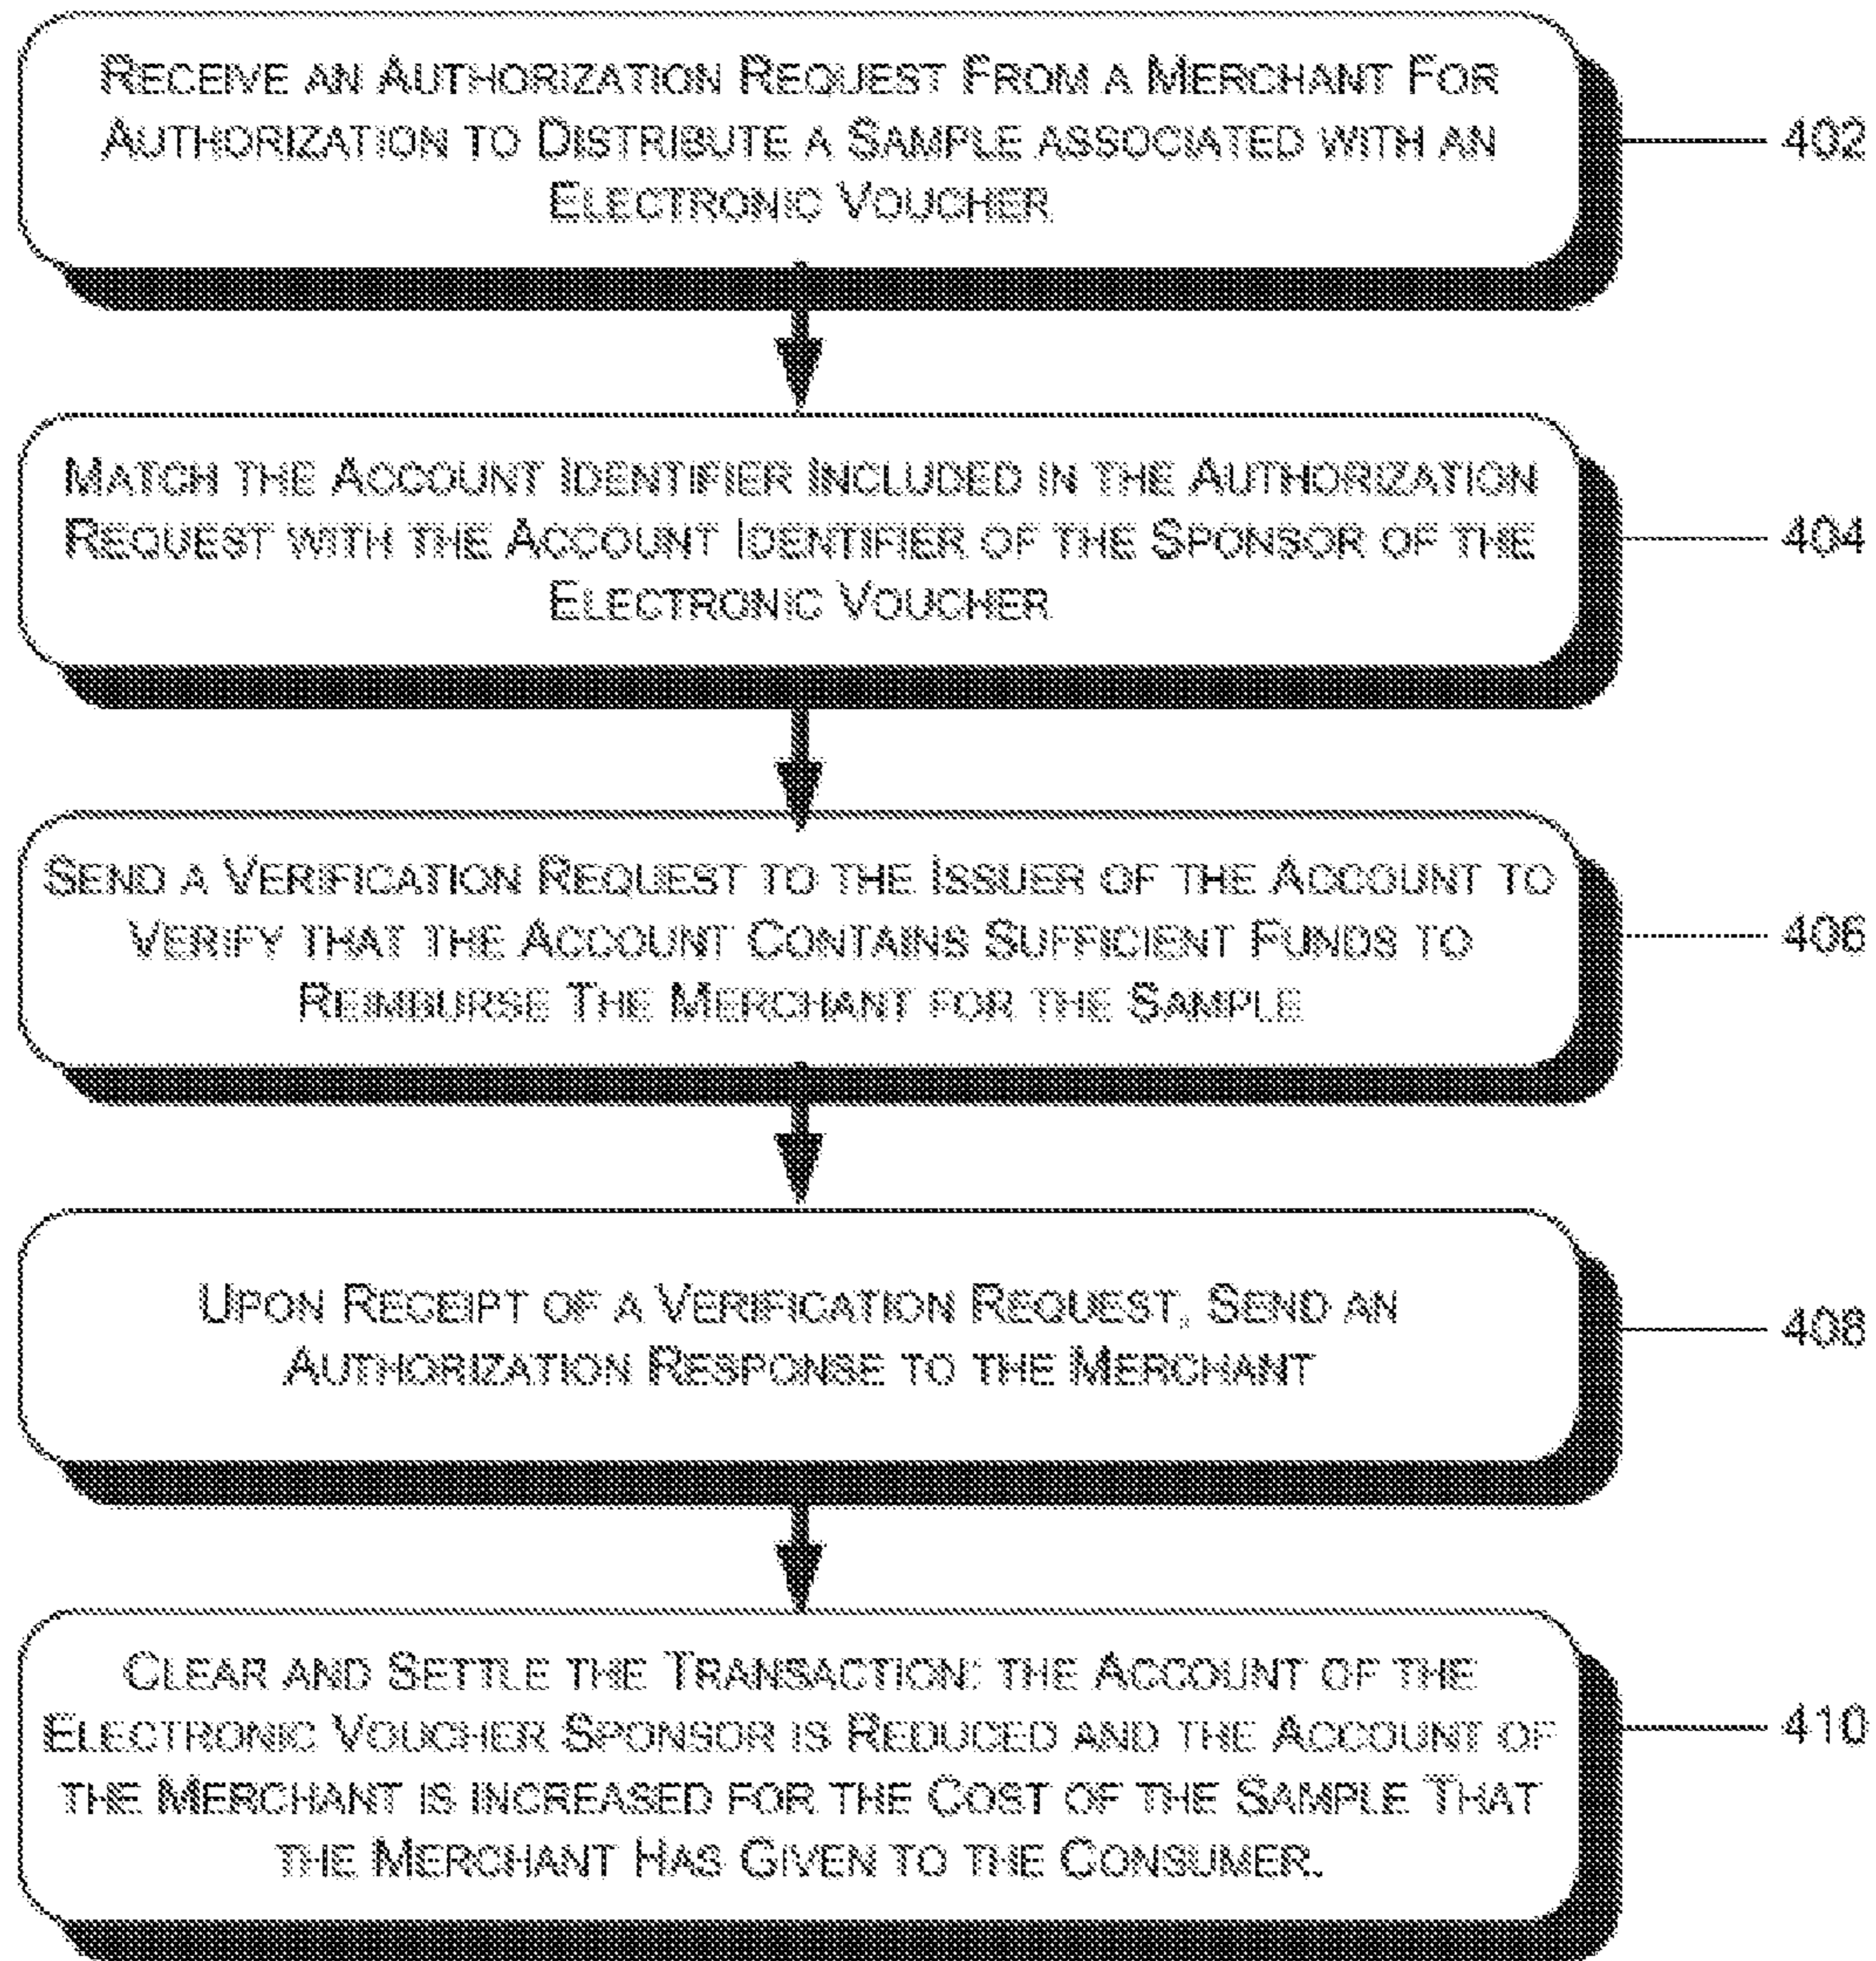 RECEIVE AN AUTHORIZATION REQUEST FROM A MERCHANT FOR
AUTHORIZATION TO DISTRIBUTE A SAMPLE ASSOCIATED WITH AN
ELECTRONIC VOUCHER
402
MATCH THE ACCOUNT IDENTIFIER INCLUDED IN THE AUTHORIZATION
REQUEST WITH THE ACCOUNT IDENTIFIER OF THE SPONSOR OF THE
ELECTRONIC VOUCHER
404
SEND A VERIFICATION REQUEST TO THE ISSUER OF THE ACCOUNT TO
VERIFY THAT THE ACCOUNT CONTAINS SUFFICIENT FUNDS TO
REIMBURSE THE MERCHANT FOR THE SAMPLE
406
UPON RECEIPT OF A VERIFICATION REQUEST, SEND AN
AUTHORIZATION RESPONSE TO THE MERCHANT
408
CLEAR AND SETTLE THE TRANSACTION: THE ACCOUNT OF THE
ELECTRONIC VOUCHER SPONSOR IS REDUCED AND THE ACCOUNT OF
THE MERCHANT IS INCREASED FOR THE COST OF THE SAMPLE THAT
THE MERCHANT HAS GIVEN TO THE CONSUMER.
410